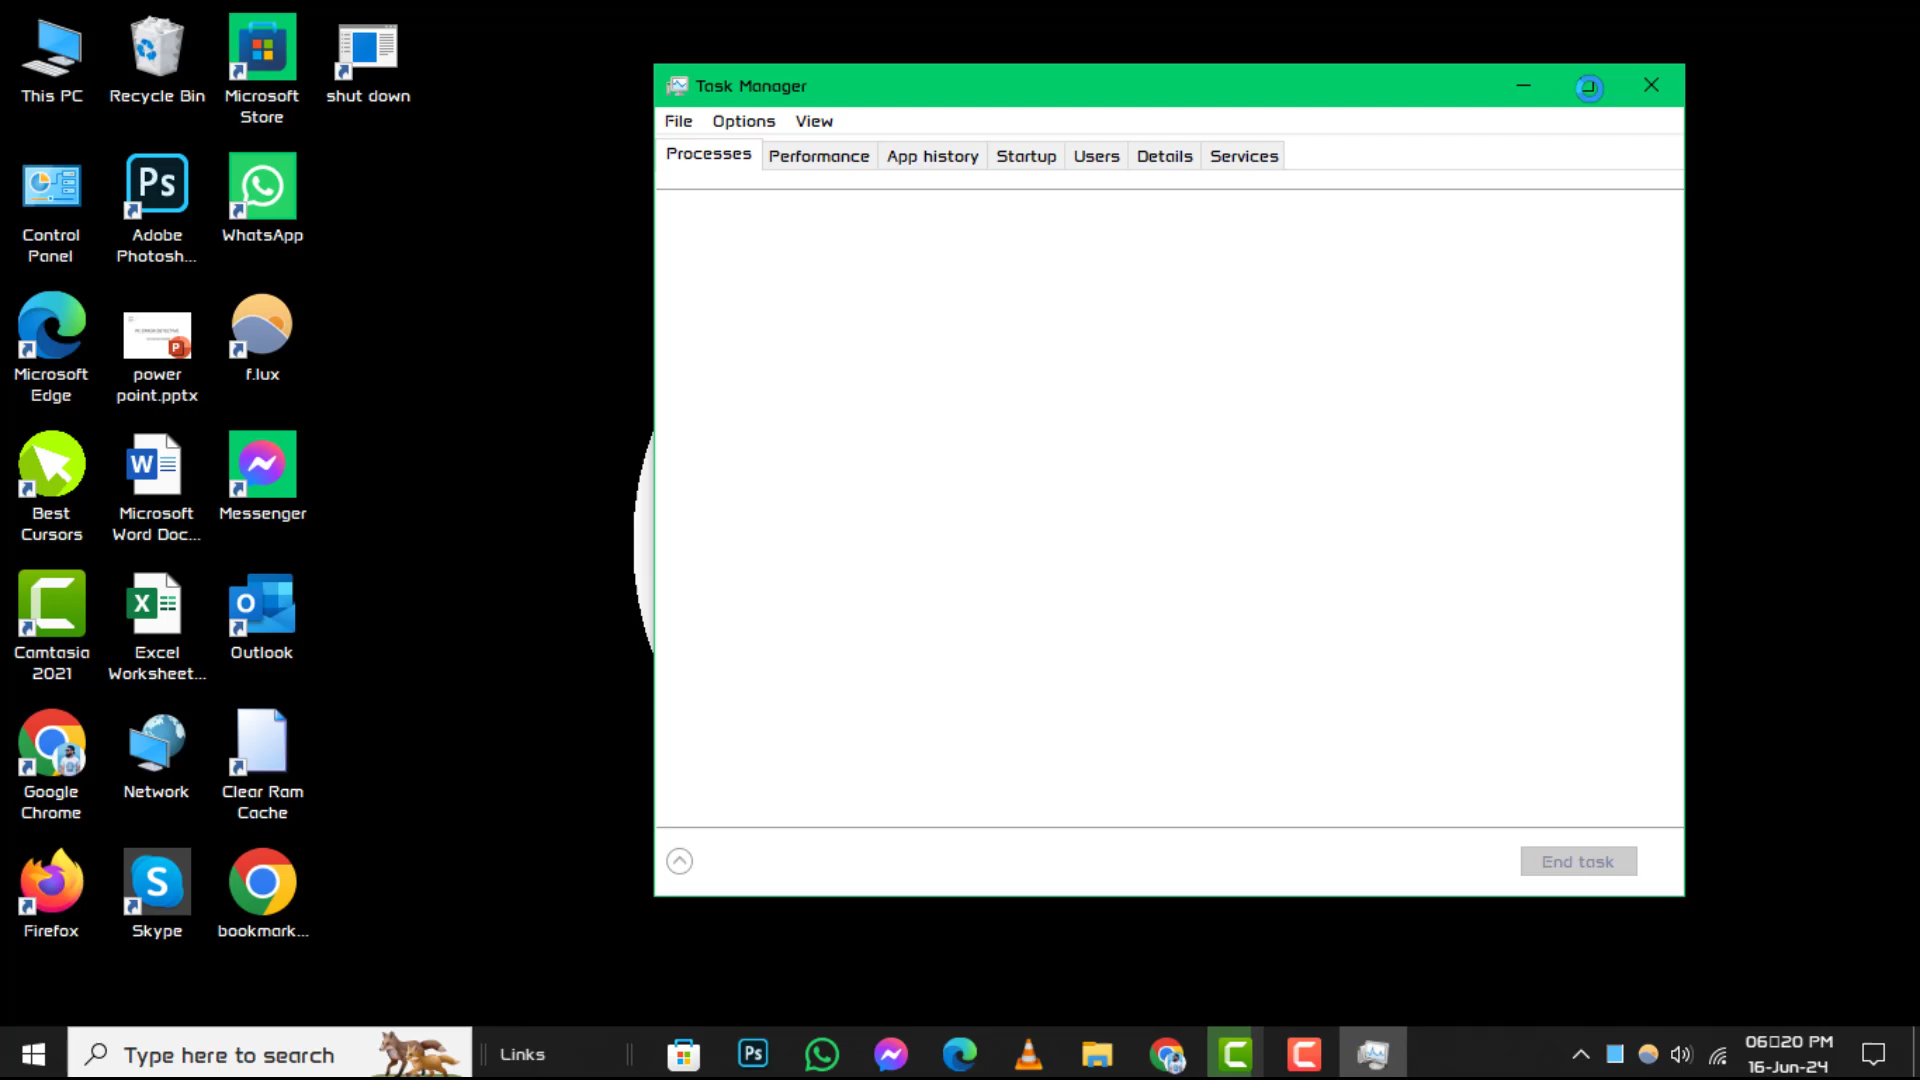 This PC
Recycle Bin
Microsoft
Store
shut down
Control
Panel
Adobe
Photosh...
WhatsApp
Microsoft
Edge
power
point.pptx
f.lux
Best
Cursors
Microsoft
Word Doc...
Messenger
Camtasia
2021
Excel
Worksheet...
Outlook
Google
Chrome
Network
Clear Ram
Cache
Firefox
Skype
bookmark...
Task Manager
File Options View
Processes Performance App history Startup Users Details Services
End task
Type here to search
Links
06□20 PM
16-Jun-24